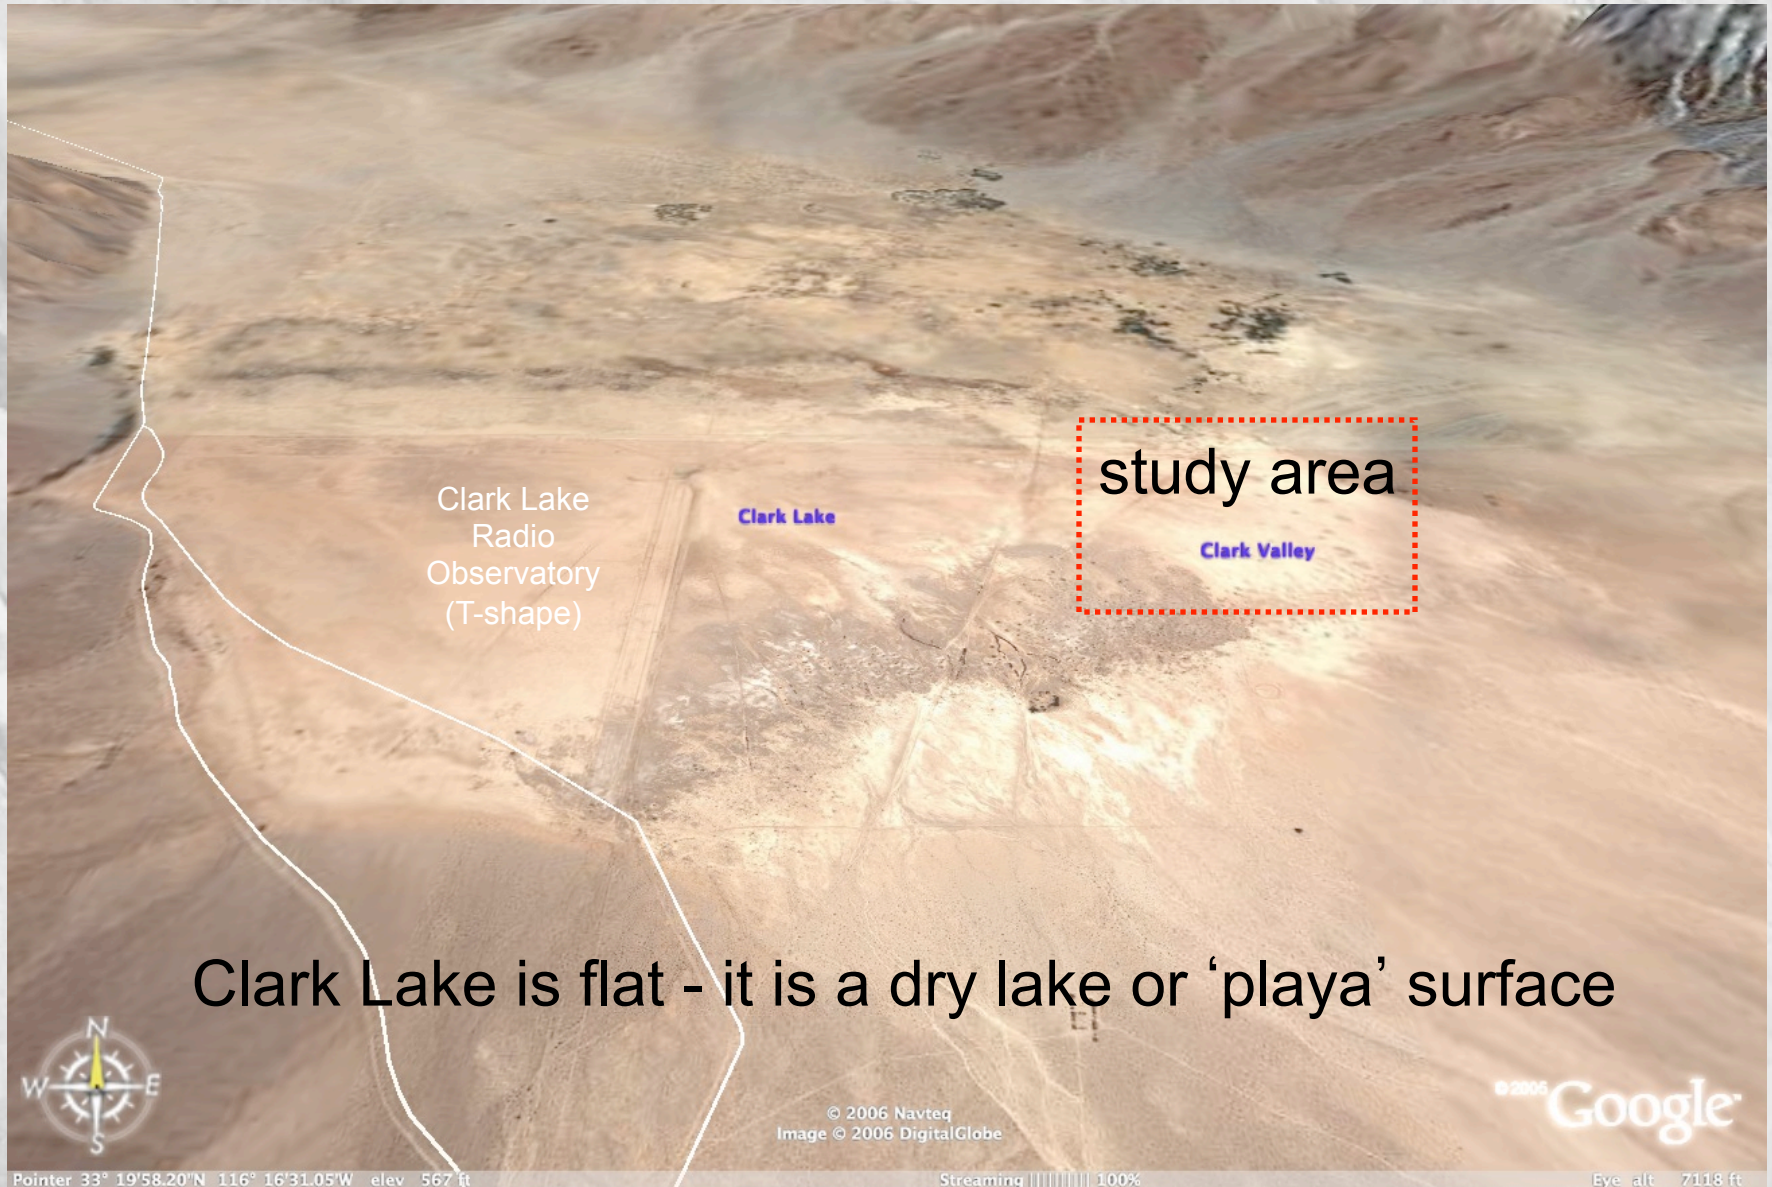 study area
Clark Lake
Radio
Observatory
(T-shape)
Clark Lake
Clark Valley
Clark Lake is flat - it is a dry lake or ‘playa’ surface
N
W E
S
© 2006 Navteq
Image © 2006 DigitalGlobe
Google™
Pointer 33° 19'58.20"N 116° 16'31.05"W elev 567 ft
Streaming |||||||||| 100%
Eye alt 7118 ft